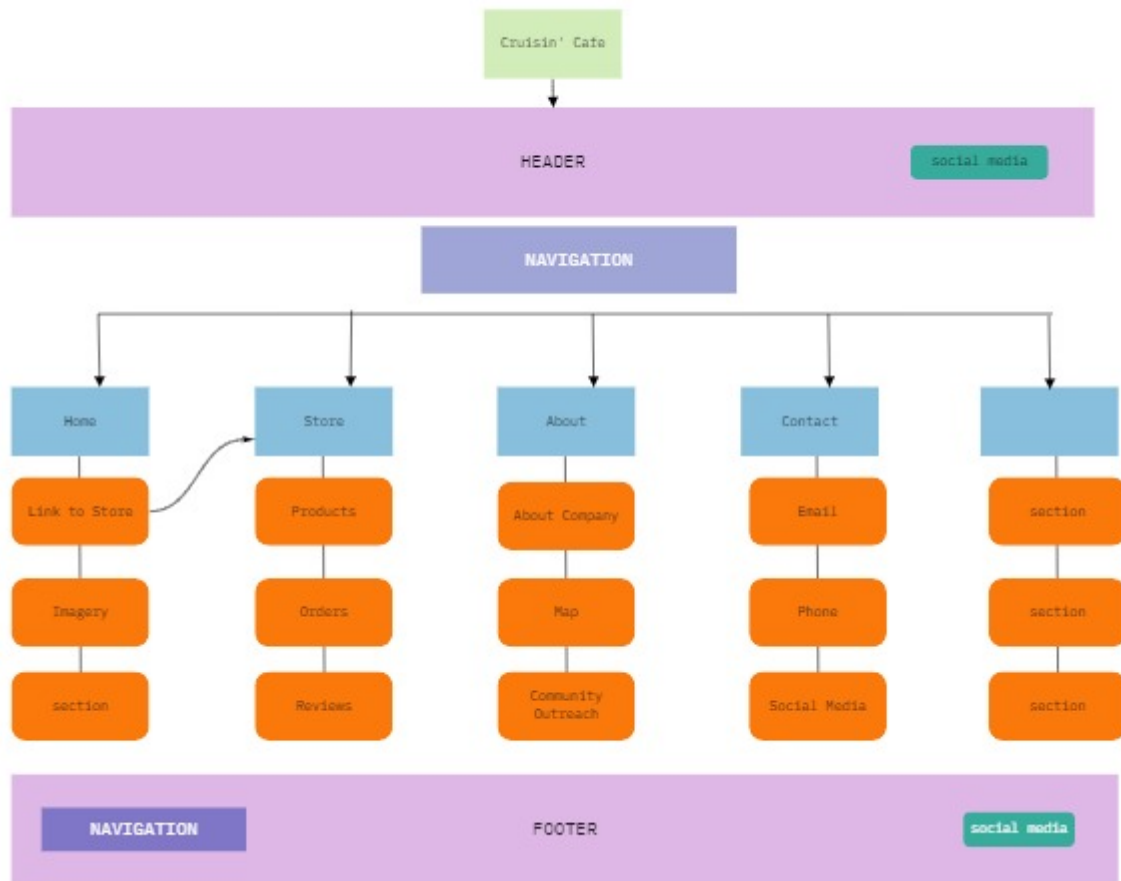 Cruisin' Cafe
HEADER
social media
NAVIGATION
Home
Store
About
Contact
Link to Store
Products
About Company
Email
section
Imagery
Orders
Map
Phone
section
section
Reviews
Community
Outreach
Social Media
section
NAVIGATION
FOOTER
social media